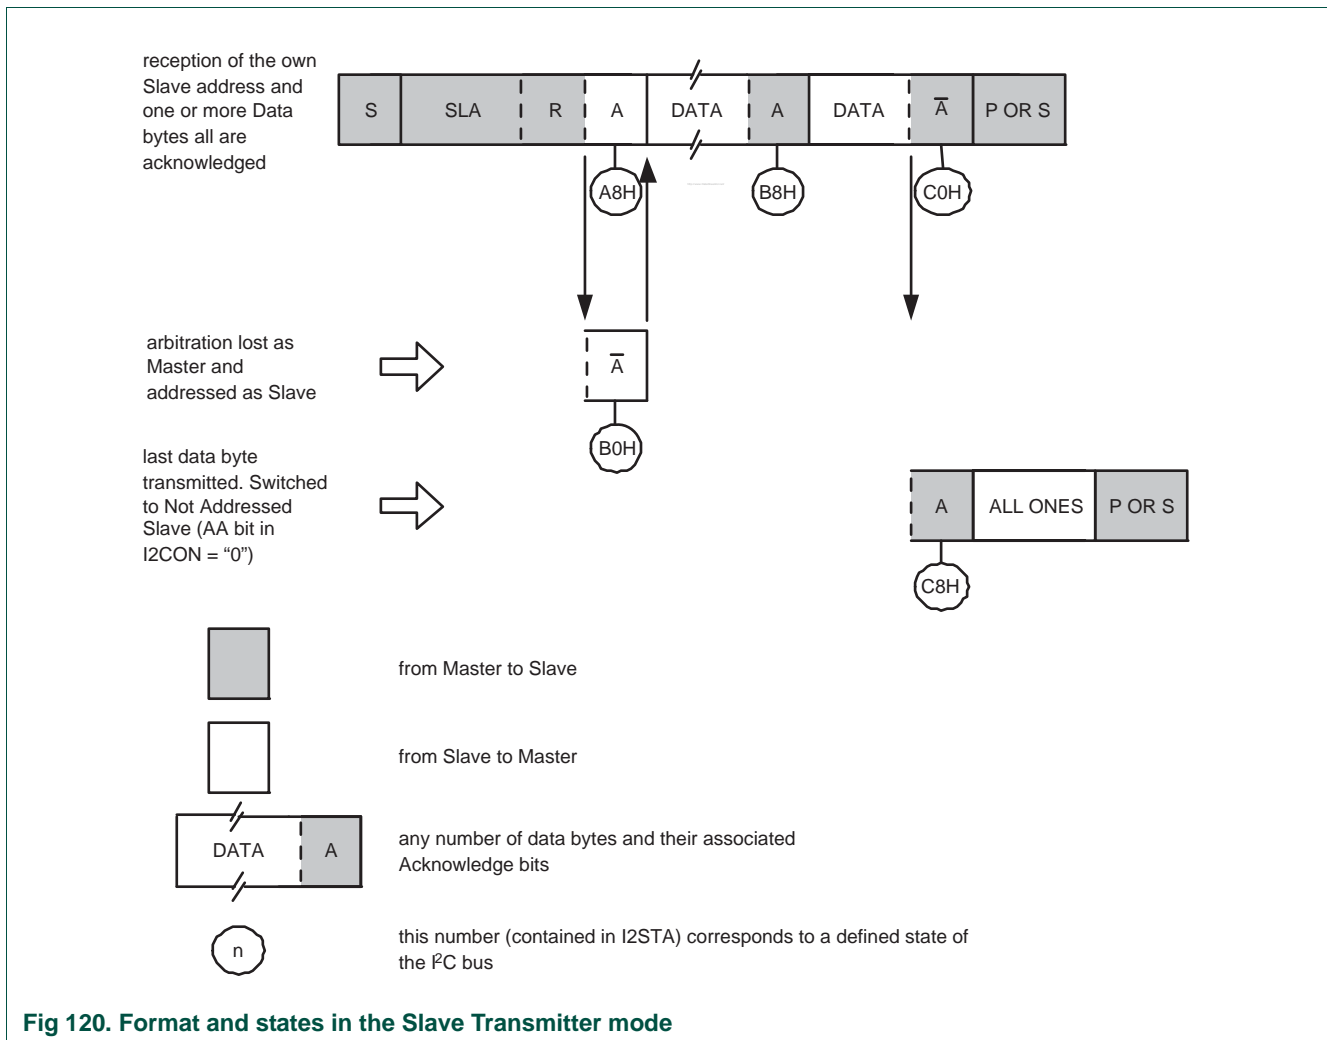 reception of the own
Slave address and
one or more Data
bytes all are
acknowledged
S SLA R A DATA A DATA A̅ P OR S
A8H B8H C0H
arbitration lost as
Master and
addressed as Slave
A̅
B0H
last data byte
transmitted. Switched
to Not Addressed
Slave (AA bit in
I2CON = “0”)
A ALL ONES P OR S
C8H
from Master to Slave
from Slave to Master
DATA A
any number of data bytes and their associated
Acknowledge bits
n
this number (contained in I2STA) corresponds to a defined state of
the I²C bus
Fig 120. Format and states in the Slave Transmitter mode